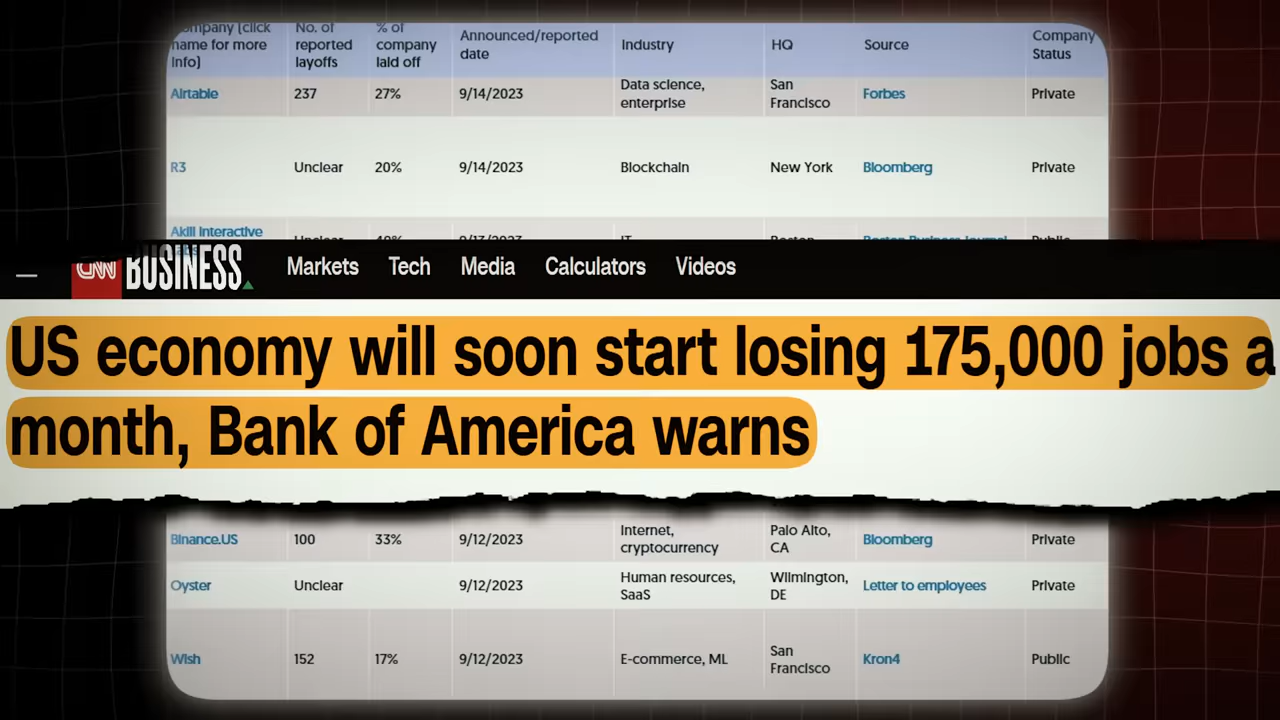 Company (click
name for more
info)
No. of
reported
layoffs
% of
company
laid off
Announced/reported
date
Industry
HQ
Source
Company
Status
Airtable
237
27%
9/14/2023
Data science,
enterprise
San
Francisco
Forbes
Private
R3
Unclear
20%
9/14/2023
Blockchain
New York
Bloomberg
Private
Akili Interactive
CNN BUSINESS
Markets
Tech
Media
Calculators
Videos
US economy will soon start losing 175,000 jobs a
month, Bank of America warns
Binance.US
100
33%
9/12/2023
Internet,
cryptocurrency
Palo Alto,
CA
Bloomberg
Private
Oyster
Unclear
9/12/2023
Human resources,
SaaS
Wilmington,
DE
Letter to employees
Private
Wish
152
17%
9/12/2023
E-commerce, ML
San
Francisco
Kron4
Public